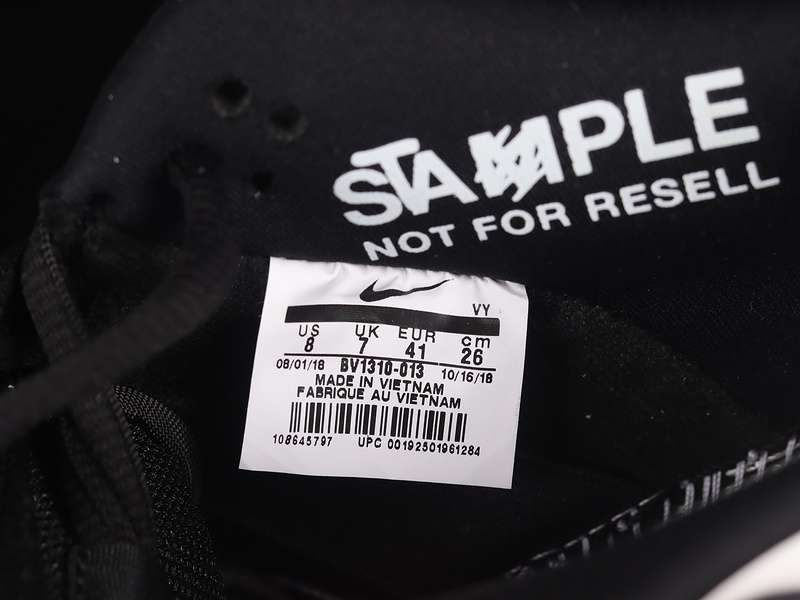 STAMPLE
NOT FOR RESELL
VY
US UK EUR cm
8 7 41 26
08/01/18 BV1310-013 10/16/18
MADE IN VIETNAM
FABRIQUE AU VIETNAM
108645797 UPC 00192501961284